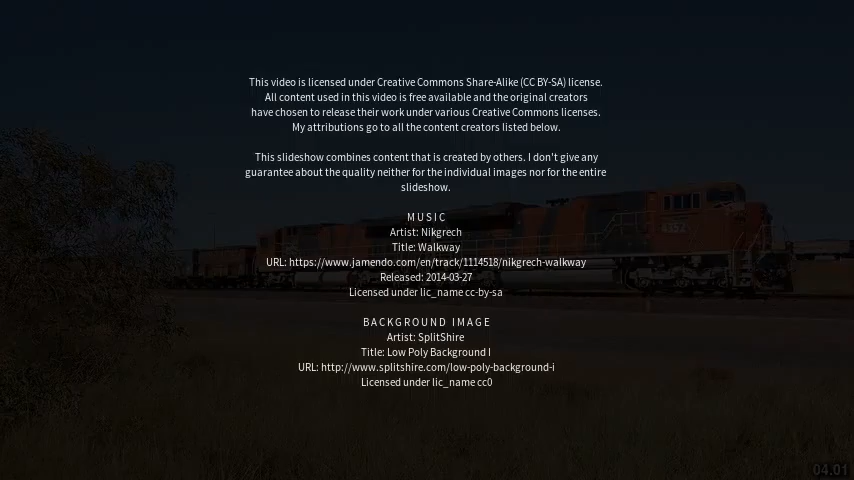 This video is licensed under Creative Commons Share-Alike (CC BY-SA) license.
All content used in this video is free available and the original creators
have chosen to release their work under various Creative Commons licenses.
My attributions go to all the content creators listed below.
This slideshow combines content that is created by others. I don't give any
guarantee about the quality neither for the individual images nor for the entire
slideshow.
MUSIC
Artist: Nikgrech
Title: Walkway
URL: https://www.jamendo.com/en/track/1114518/nikgrech-walkway
Released: 2014-03-27
Licensed under lic_name cc-by-sa
BACKGROUND IMAGE
Artist: SplitShire
Title: Low Poly Background I
URL: http://www.splitshire.com/low-poly-background-i
Licensed under lic_name cc0
4352
04.01